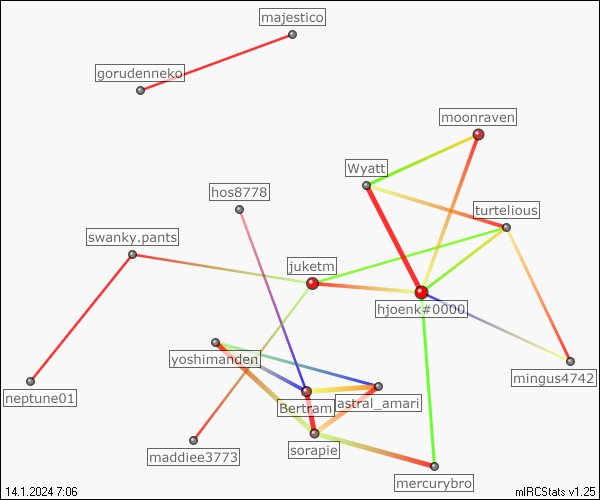 majestico
gorudenneko
moonraven
Wyatt
hos8778
turtelious
swanky.pants
juketm
hjoenk#0000
yoshimanden
mingus4742
neptune01
Bertram
astral_amari
sorapie
maddiee3773
mercurybro
14.1.2024 7:06
mIRCStats v1.25